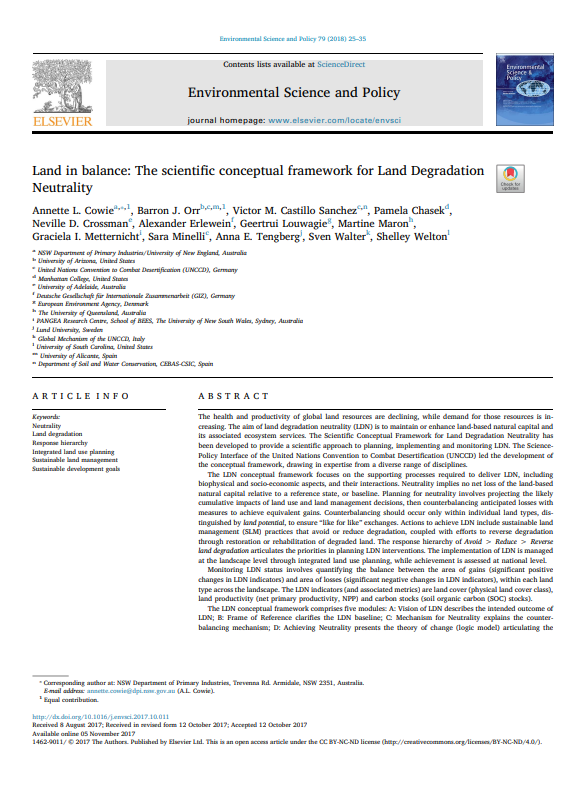 Environmental Science and Policy 79 (2018) 25–35
Contents lists available at ScienceDirect
Environmental Science and Policy
journal homepage: www.elsevier.com/locate/envsci
ELSEVIER
Environmental
Science &
Policy
Land in balance: The scientific conceptual framework for Land Degradation
Neutrality
Check for
updates
Annette L. Cowie a,⁎,1, Barron J. Orr b,c,m,1, Victor M. Castillo Sanchez c,n, Pamela Chasek d,
Neville D. Crossman e, Alexander Erlewein f, Geertrui Louwagie g, Martine Maron h,
Graciela I. Metternicht i, Sara Minelli c, Anna E. Tengberg j, Sven Walter k, Shelley Welton l
a NSW Department of Primary Industries/University of New England, Australia
b University of Arizona, United States
c United Nations Convention to Combat Desertification (UNCCD), Germany
d Manhattan College, United States
e University of Adelaide, Australia
f Deutsche Gesellschaft für Internationale Zusammenarbeit (GIZ), Germany
g European Environment Agency, Denmark
h The University of Queensland, Australia
i PANGEA Research Centre, School of BEES, The University of New South Wales, Sydney, Australia
j Lund University, Sweden
k Global Mechanism of the UNCCD, Italy
l University of South Carolina, United States
m University of Alicante, Spain
n Department of Soil and Water Conservation, CEBAS-CSIC, Spain
ARTICLE INFO
Keywords:
Neutrality
Land degradation
Response hierarchy
Integrated land use planning
Sustainable land management
Sustainable development goals
ABSTRACT
The health and productivity of global land resources are declining, while demand for those resources is in-
creasing. The aim of land degradation neutrality (LDN) is to maintain or enhance land-based natural capital and
its associated ecosystem services. The Scientific Conceptual Framework for Land Degradation Neutrality has
been developed to provide a scientific approach to planning, implementing and monitoring LDN. The Science-
Policy Interface of the United Nations Convention to Combat Desertification (UNCCD) led the development of
the conceptual framework, drawing in expertise from a diverse range of disciplines.
The LDN conceptual framework focuses on the supporting processes required to deliver LDN, including
biophysical and socio-economic aspects, and their interactions. Neutrality implies no net loss of the land-based
natural capital relative to a reference state, or baseline. Planning for neutrality involves projecting the likely
cumulative impacts of land use and land management decisions, then counterbalancing anticipated losses with
measures to achieve equivalent gains. Counterbalancing should occur only within individual land types, dis-
tinguished by land potential, to ensure “like for like” exchanges. Actions to achieve LDN include sustainable land
management (SLM) practices that avoid or reduce degradation, coupled with efforts to reverse degradation
through restoration or rehabilitation of degraded land. The response hierarchy of Avoid > Reduce > Reverse
land degradation articulates the priorities in planning LDN interventions. The implementation of LDN is managed
at the landscape level through integrated land use planning, while achievement is assessed at national level.
Monitoring LDN status involves quantifying the balance between the area of gains (significant positive
changes in LDN indicators) and area of losses (significant negative changes in LDN indicators), within each land
type across the landscape. The LDN indicators (and associated metrics) are land cover (physical land cover class),
land productivity (net primary productivity, NPP) and carbon stocks (soil organic carbon (SOC) stocks).
The LDN conceptual framework comprises five modules: A: Vision of LDN describes the intended outcome of
LDN; B: Frame of Reference clarifies the LDN baseline; C: Mechanism for Neutrality explains the counter-
balancing mechanism; D: Achieving Neutrality presents the theory of change (logic model) articulating the
⁎ Corresponding author at: NSW Department of Primary Industries, Trevenna Rd. Armidale, NSW 2351, Australia.
E-mail address: annette.cowie@dpi.nsw.gov.au (A.L. Cowie).
1 Equal contribution.
http://dx.doi.org/10.1016/j.envsci.2017.10.011
Received 8 August 2017; Received in revised form 12 October 2017; Accepted 12 October 2017
Available online 05 November 2017
1462-9011/ © 2017 The Authors. Published by Elsevier Ltd. This is an open access article under the CC BY-NC-ND license (http://creativecommons.org/licenses/BY-NC-ND/4.0/).